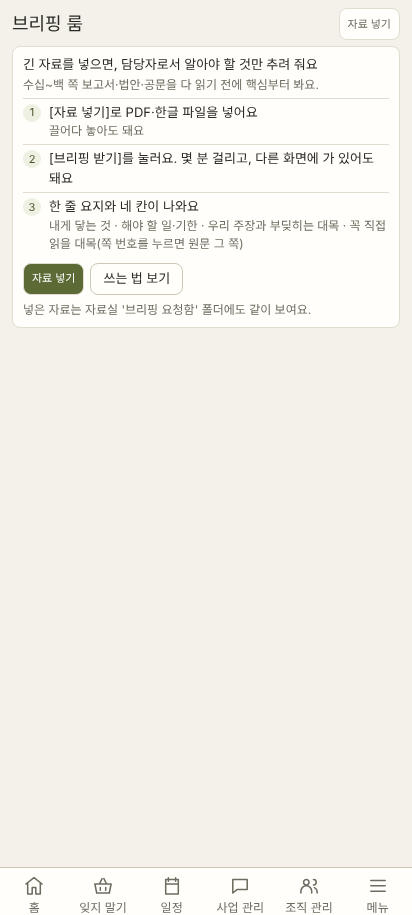 브리핑 룸
자료 넣기
긴 자료를 넣으면, 담당자로서 알아야 할 것만 추려 줘요
수십~백 쪽 보고서·법안·공문을 다 읽기 전에 핵심부터 봐요.
1 [자료 넣기]로 PDF·한글 파일을 넣어요
끌어다 놓아도 돼요
2 [브리핑 받기]를 눌러요. 몇 분 걸리고, 다른 화면에 가 있어도
돼요
3 한 줄 요지와 네 칸이 나와요
내게 닿는 것 · 해야 할 일·기한 · 우리 주장과 부딪히는 대목 · 꼭 직접
읽을 대목(쪽 번호를 누르면 원문 그 쪽)
자료 넣기 쓰는 법 보기
넣은 자료는 자료실 '브리핑 요청함' 폴더에도 같이 보여요.
홈 잊지 말기 일정 사업 관리 조직 관리 메뉴